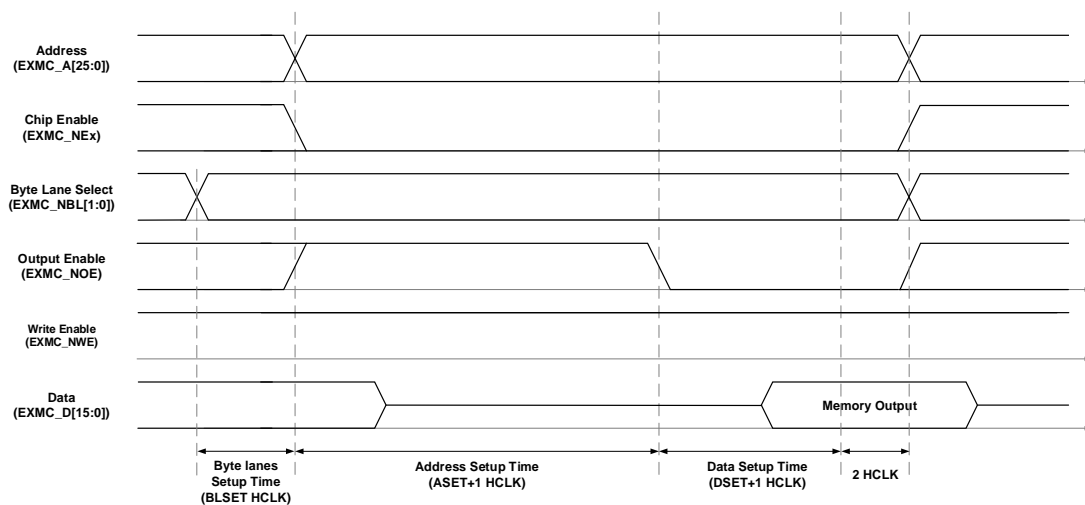 Address
(EXMC_A[25:0])
Chip Enable
(EXMC_NEx)
Byte Lane Select
(EXMC_NBL[1:0])
Output Enable
(EXMC_NOE)
Write Enable
(EXMC_NWE)
Data
(EXMC_D[15:0])
Memory Output
Byte lanes
Setup Time
(BLSET HCLK)
Address Setup Time
(ASET+1 HCLK)
Data Setup Time
(DSET+1 HCLK)
2 HCLK